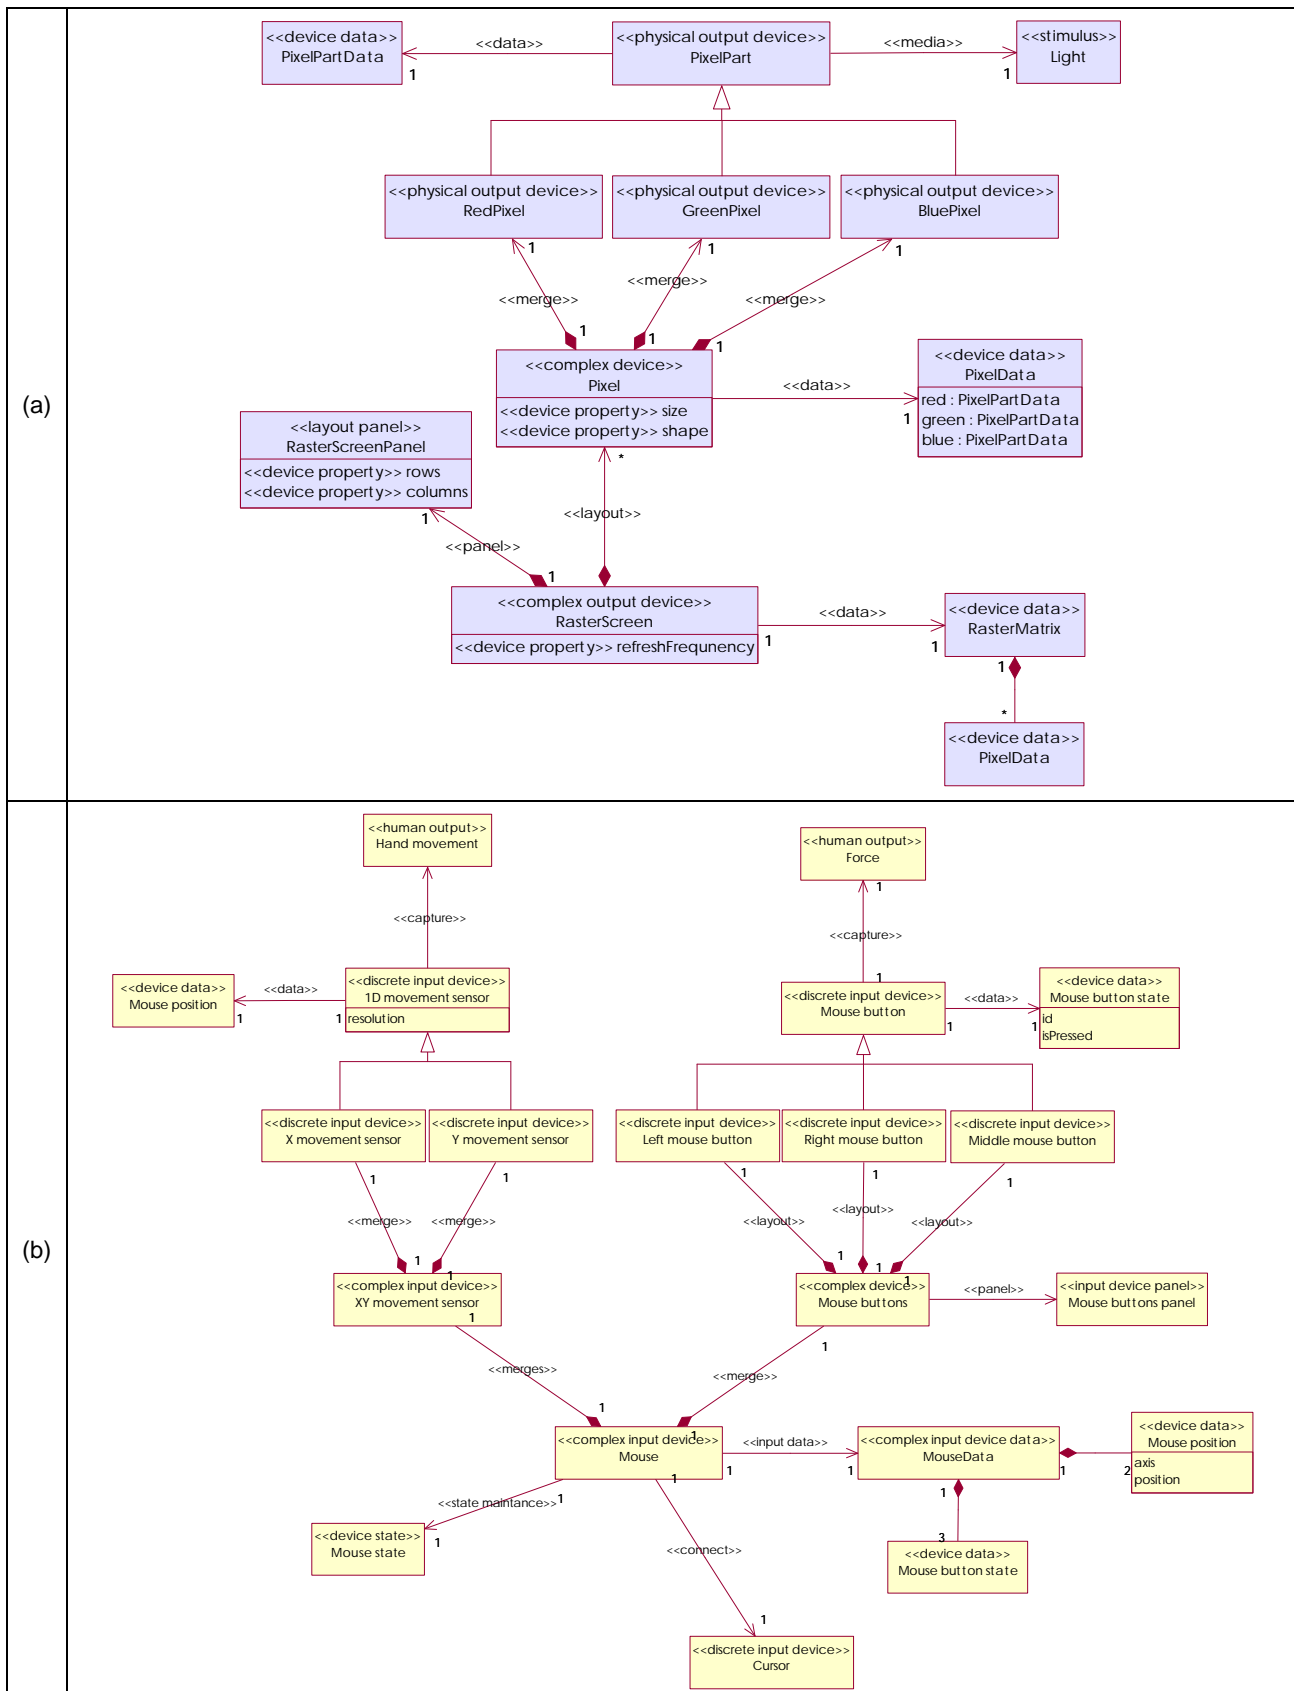 (a)
<<device data>>
PixelPartData
1
<<data>>
<<physical output device>>
PixelPart
<<media>>
<<stimulus>>
Light
1
<<physical output device>>
RedPixel
1
<<physical output device>>
GreenPixel
1
<<physical output device>>
BluePixel
1
<<merge>>
<<merge>>
<<merge>>
1
1
1
<<complex device>>
Pixel
<<device property>> size
<<device property>> shape
*
<<data>>
1
<<device data>>
PixelData
red : PixelPartData
green : PixelPartData
blue : PixelPartData
<<layout panel>>
RasterScreenPanel
<<device property>> rows
<<device property>> columns
1
<<panel>>
1
<<layout>>
<<complex output device>>
RasterScreen
<<device property>> refreshFrequnency
1
<<data>>
1
<<device data>>
RasterMatrix
1
*
<<device data>>
PixelData
(b)
<<human output>>
Hand movement
<<capture>>
<<device data>>
Mouse position
1
<<data>>
1
<<discrete input device>>
1D movement sensor
resolution
<<discrete input device>>
X movement sensor
1
<<discrete input device>>
Y movement sensor
1
<<merge>>
<<merge>>
1
1
<<complex input device>>
XY movement sensor
1
<<human output>>
Force
1
<<capture>>
1
<<discrete input device>>
Mouse button
1
<<data>>
1
<<device data>>
Mouse button state
id
isPressed
<<discrete input device>>
Left mouse button
1
<<discrete input device>>
Right mouse button
1
<<discrete input device>>
Middle mouse button
1
<<layout>>
<<layout>>
<<layout>>
1
1
1
<<complex device>>
Mouse buttons
1
<<panel>>
<<input device panel>>
Mouse buttons panel
<<merges>>
1
<<merge>>
1
<<complex input device>>
Mouse
1
1
1
<<input data>>
1
<<complex input device data>>
MouseData
1
1
2
<<device data>>
Mouse position
axis
position
<<state maintance>>
1
<<device state>>
Mouse state
3
<<device data>>
Mouse button state
<<connect>>
1
<<discrete input device>>
Cursor